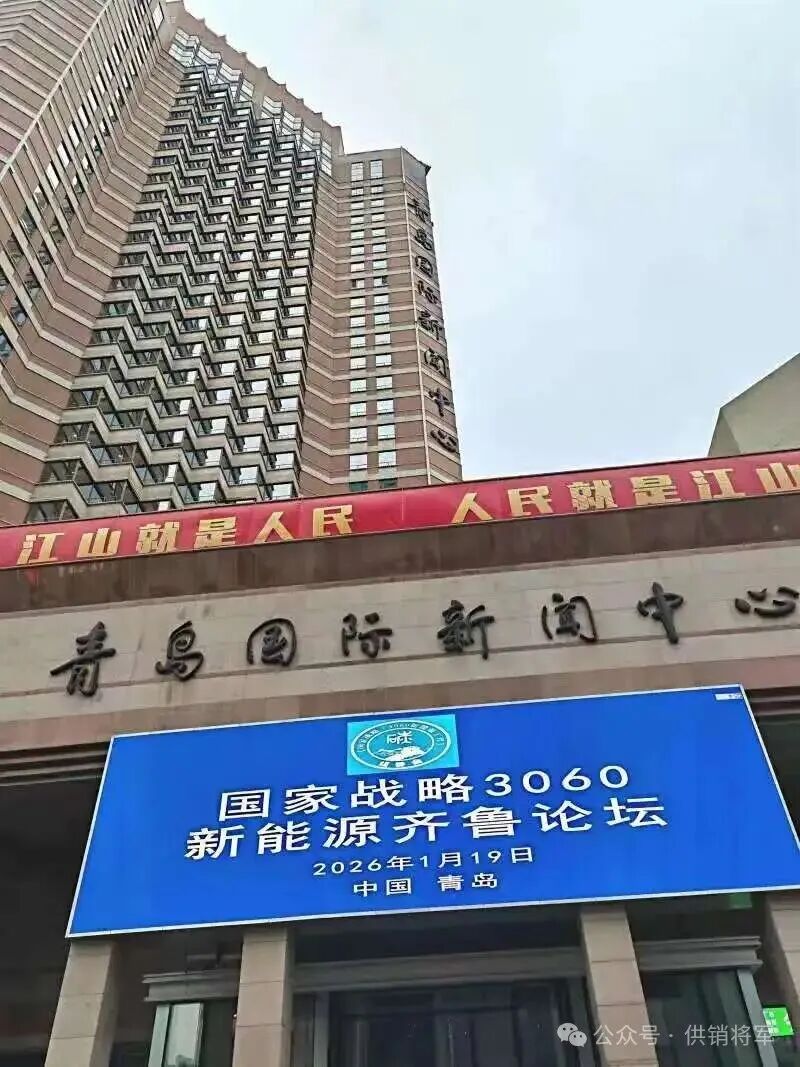 青岛国际新闻中心
江山就是人民 人民就是江山
青岛国际新闻中心
国家战略3060
新能源齐鲁论坛
2026年1月19日
中国 青岛
公众号·供销将军